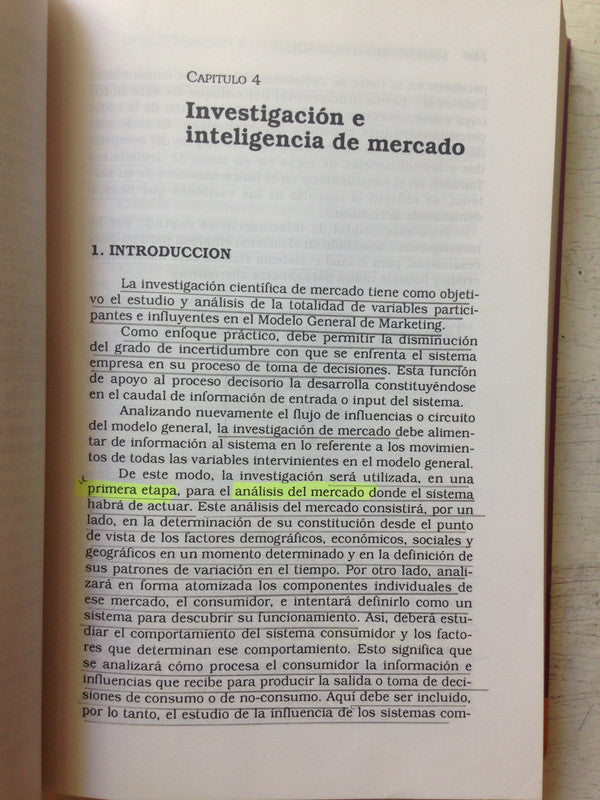 CAPITULO 4
Investigación e
inteligencia de mercado
1. INTRODUCCION
La investigación científica de mercado tiene como objeti-
vo el estudio y análisis de la totalidad de variables partici-
pantes e influyentes en el Modelo General de Marketing.
Como enfoque práctico, debe permitir la disminución
del grado de incertidumbre con que se enfrenta el sistema
empresa en su proceso de toma de decisiones. Esta función
de apoyo al proceso decisorio la desarrolla constituyéndose
en el caudal de información de entrada o input del sistema.
Analizando nuevamente el flujo de influencias o circuito
del modelo general, la investigación de mercado debe alimen-
tar de información al sistema en lo referente a los movimien-
tos de todas las variables intervinientes en el modelo general.
De este modo, la investigación será utilizada, en una
primera etapa, para el análisis del mercado donde el sistema
habrá de actuar. Este análisis del mercado consistirá, por un
lado, en la determinación de su constitución desde el punto
de vista de los factores demográficos, económicos, sociales y
geográficos en un momento determinado y en la definición de
sus patrones de variación en el tiempo. Por otro lado, anali-
zará en forma atomizada los componentes individuales de
ese mercado, el consumidor, e intentará definirlo como un
sistema para descubrir su funcionamiento. Así, deberá estu-
diar el comportamiento del sistema consumidor y los facto-
res que determinan ese comportamiento. Esto significa que
se analizará cómo procesa el consumidor la información e
influencias que recibe para producir la salida o toma de deci-
siones de consumo o de no-consumo. Aquí debe ser incluido,
por lo tanto, el estudio de la influencia de los sistemas com-